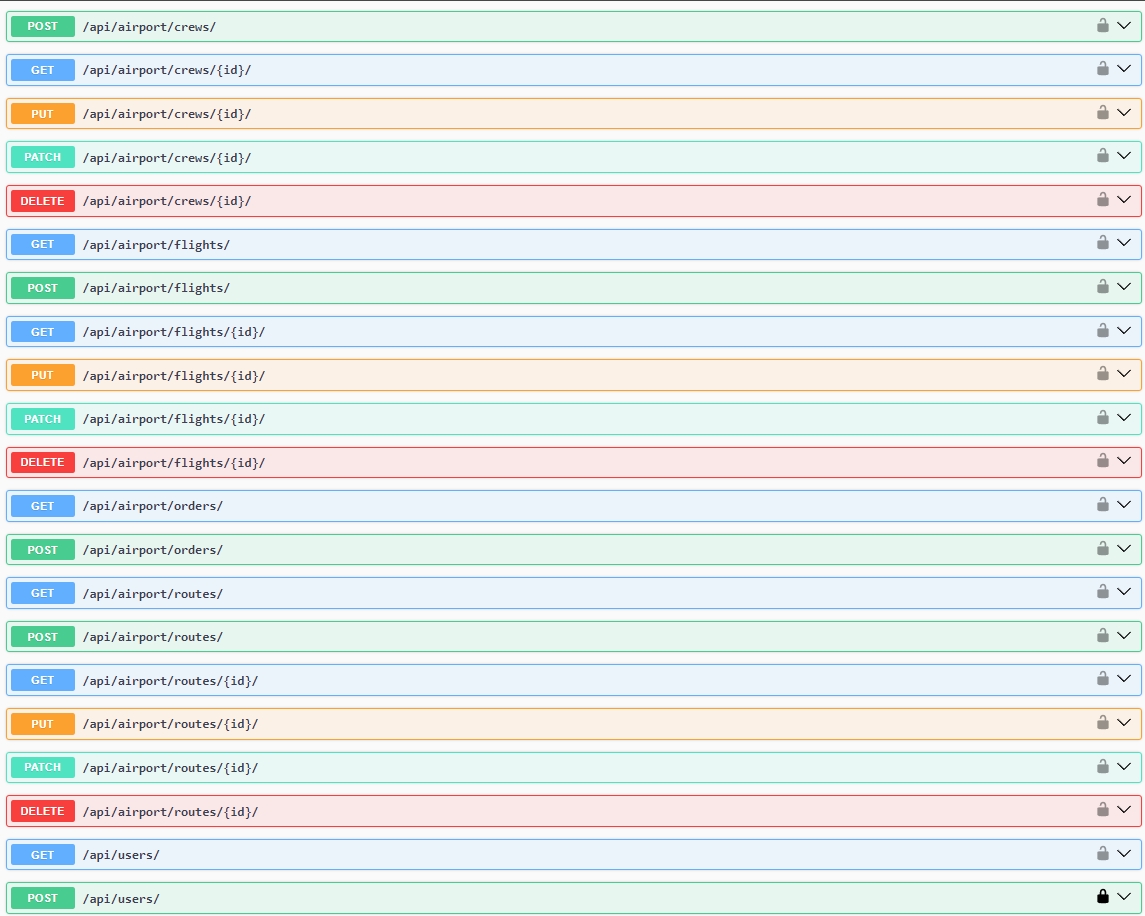 POST /api/airport/crews/
GET /api/airport/crews/{id}/
PUT /api/airport/crews/{id}/
PATCH /api/airport/crews/{id}/
DELETE /api/airport/crews/{id}/
GET /api/airport/flights/
POST /api/airport/flights/
GET /api/airport/flights/{id}/
PUT /api/airport/flights/{id}/
PATCH /api/airport/flights/{id}/
DELETE /api/airport/flights/{id}/
GET /api/airport/orders/
POST /api/airport/orders/
GET /api/airport/routes/
POST /api/airport/routes/
GET /api/airport/routes/{id}/
PUT /api/airport/routes/{id}/
PATCH /api/airport/routes/{id}/
DELETE /api/airport/routes/{id}/
GET /api/users/
POST /api/users/